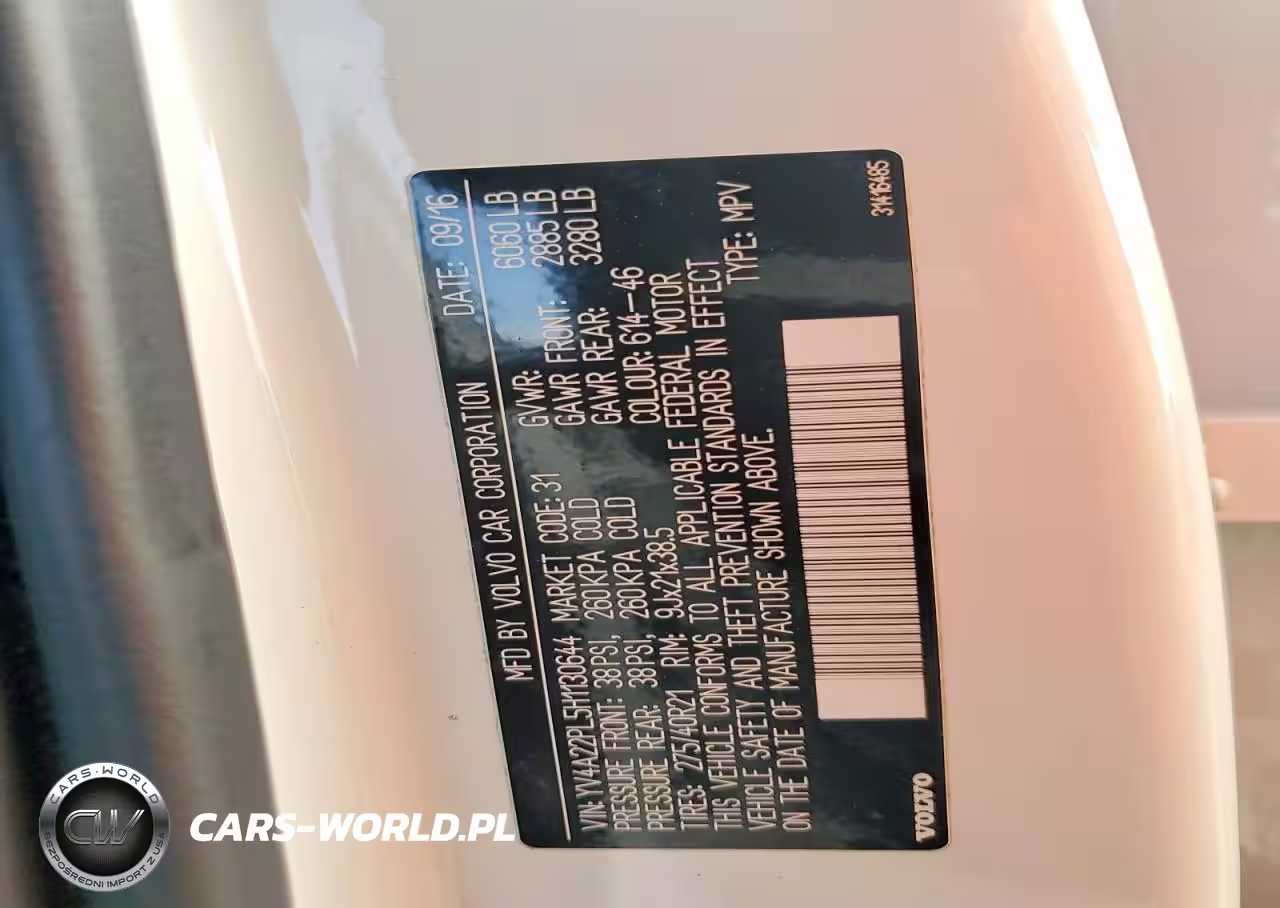 MFD BY VOLVO CAR CORPORATION DATE: 09/16
VIN: YV4A22PL5H1130644 MARKET CODE: 31 GVWR: 6060 LB
PRESSURE FRONT: 38PSI, 260KPA COLD GAWR FRONT: 2885 LB
PRESSURE REAR: 38PSI, 260KPA COLD GAWR REAR: 3280 LB
TIRES: 275/40R21 RIM: 9Jx21x38.5 COLOUR: 614-46
THIS VEHICLE CONFORMS TO ALL APPLICABLE FEDERAL MOTOR
VEHICLE SAFETY AND THEFT PREVENTION STANDARDS IN EFFECT
ON THE DATE OF MANUFACTURE SHOWN ABOVE. TYPE: MPV
VOLVO 31416485
CARS-WORLD
CW
BEZPOŚREDNI IMPORT Z USA
CARS-WORLD.PL